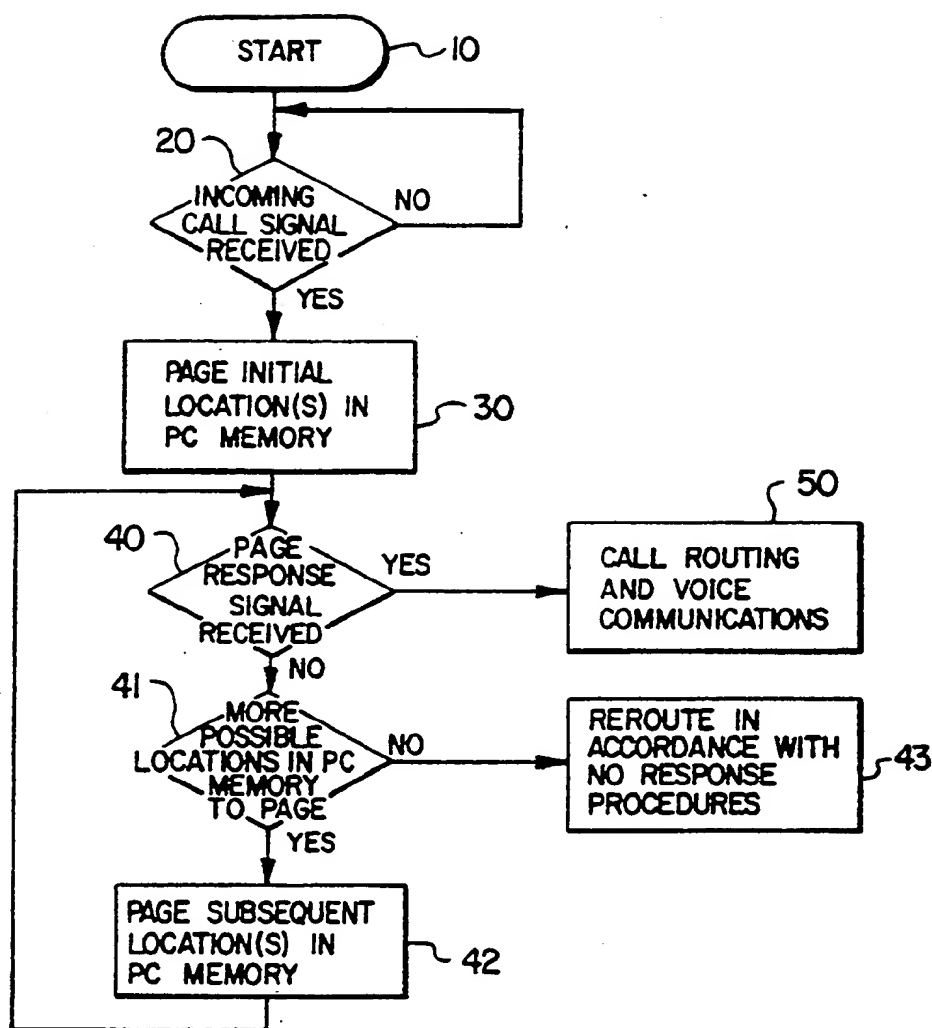 START
10
20
INCOMING
CALL SIGNAL
RECEIVED
NO
YES
PAGE INITIAL
LOCATION(S) IN
PC MEMORY
30
40
PAGE
RESPONSE
SIGNAL
RECEIVED
YES
50
CALL ROUTING
AND VOICE
COMMUNICATIONS
NO
41
MORE
POSSIBLE
LOCATIONS IN PC
MEMORY
TO PAGE
NO
REROUTE IN
ACCORDANCE WITH
NO RESPONSE
PROCEDURES
43
YES
PAGE SUBSEQUENT
LOCATION(S) IN
PC MEMORY
42